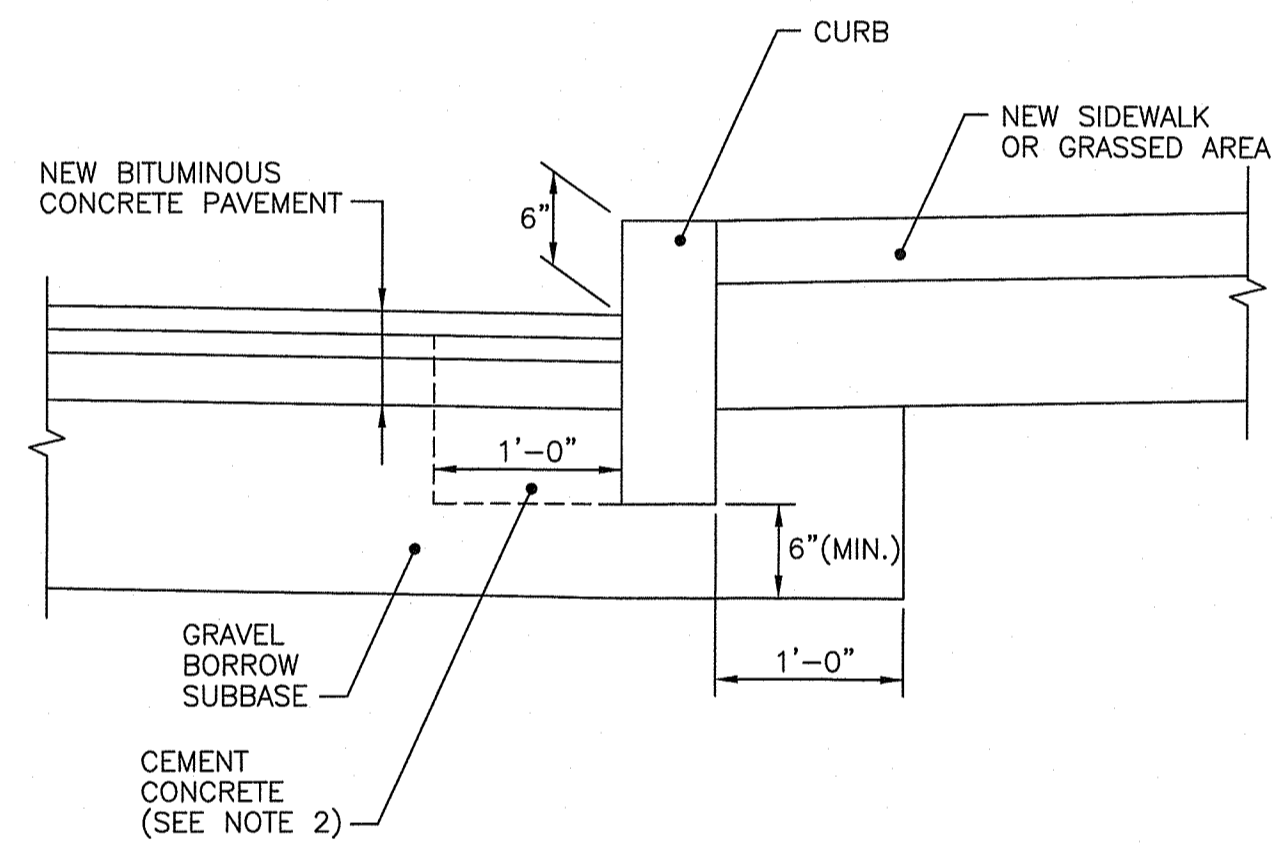 CURB
NEW SIDEWALK
OR GRASSED AREA
NEW BITUMINOUS
CONCRETE PAVEMENT
6"
1'-0"
6"(MIN.)
GRAVEL
BORROW
SUBBASE
1'-0"
CEMENT
CONCRETE
(SEE NOTE 2)